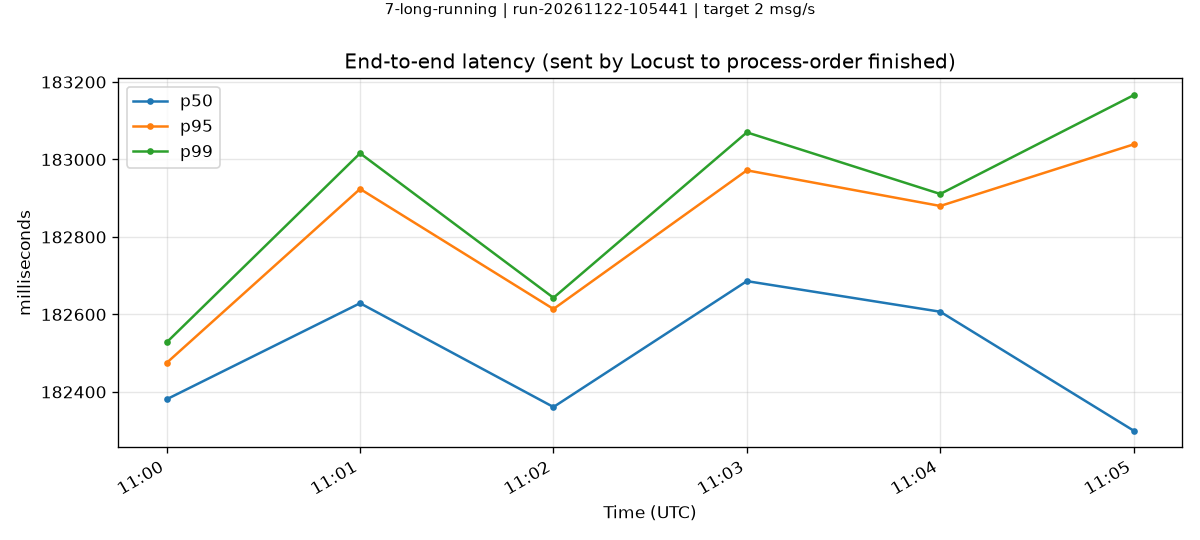 7-long-running | run-20261122-105441 | target 2 msg/s
End-to-end latency (sent by Locust to process-order finished)
183200
183000
182800
182600
182400
milliseconds
p50
p95
p99
11:00
11:01
11:02
11:03
11:04
11:05
Time (UTC)